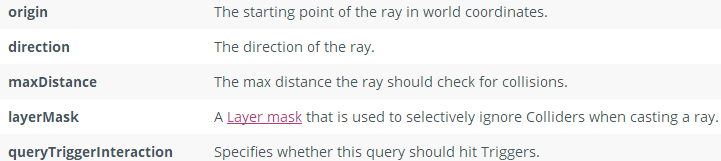 origin The starting point of the ray in world coordinates.
direction The direction of the ray.
maxDistance The max distance the ray should check for collisions.
layerMask A Layer mask that is used to selectively ignore Colliders when casting a ray.
queryTriggerInteraction Specifies whether this query should hit Triggers.